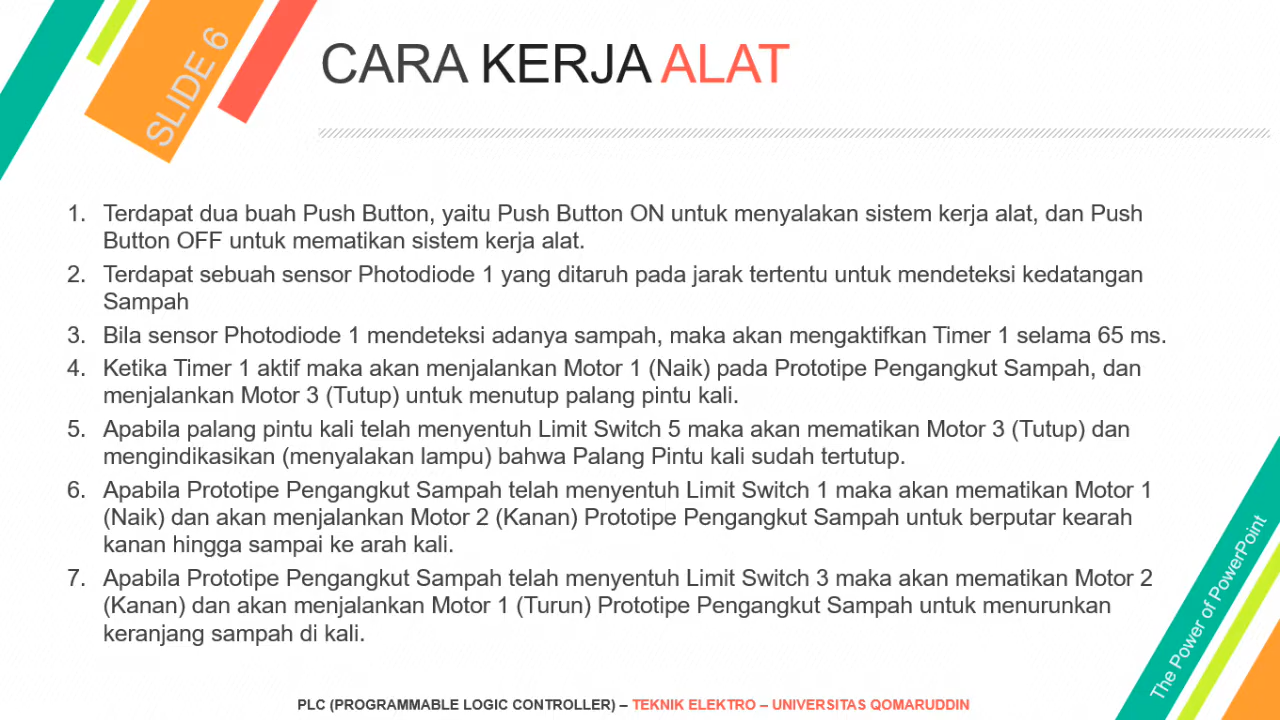 SLIDE 6
CARA KERJA ALAT
1. Terdapat dua buah Push Button, yaitu Push Button ON untuk menyalakan sistem kerja alat, dan Push
Button OFF untuk mematikan sistem kerja alat.
2. Terdapat sebuah sensor Photodiode 1 yang ditaruh pada jarak tertentu untuk mendeteksi kedatangan
Sampah
3. Bila sensor Photodiode 1 mendeteksi adanya sampah, maka akan mengaktifkan Timer 1 selama 65 ms.
4. Ketika Timer 1 aktif maka akan menjalankan Motor 1 (Naik) pada Prototipe Pengangkut Sampah, dan
menjalankan Motor 3 (Tutup) untuk menutup palang pintu kali.
5. Apabila palang pintu kali telah menyentuh Limit Switch 5 maka akan mematikan Motor 3 (Tutup) dan
mengindikasikan (menyalakan lampu) bahwa Palang Pintu kali sudah tertutup.
6. Apabila Prototipe Pengangkut Sampah telah menyentuh Limit Switch 1 maka akan mematikan Motor 1
(Naik) dan akan menjalankan Motor 2 (Kanan) Prototipe Pengangkut Sampah untuk berputar kearah
kanan hingga sampai ke arah kali.
7. Apabila Prototipe Pengangkut Sampah telah menyentuh Limit Switch 3 maka akan mematikan Motor 2
(Kanan) dan akan menjalankan Motor 1 (Turun) Prototipe Pengangkut Sampah untuk menurunkan
keranjang sampah di kali.
The Power of PowerPoint
PLC (PROGRAMMABLE LOGIC CONTROLLER) – TEKNIK ELEKTRO – UNIVERSITAS QOMARUDDIN